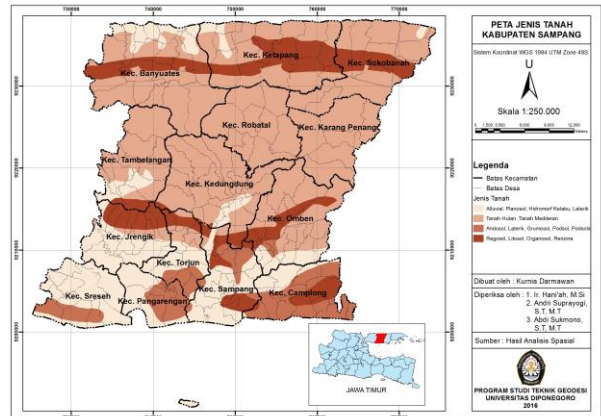 PETA JENIS TANAH
KABUPATEN SAMPANG
Sistem Koordinat WGS 1984 UTM Zone 49S
U
Skala 1:250.000
Legenda
Batas Kecamatan
Batas Desa
Jenis Tanah
Alluvial, Planosol, Hidromorf Kelabu, Laterik
Tanah Hutan, Tanah Mediteran
Andosol, Laterik, Grumosol, Podsol, Podsolic
Regosol, Litosol, Organosol, Renzina
Dibuat oleh : Kurnia Darmawan
Diperiksa oleh : 1. Ir. Hani'ah, M.Si
2. Andri Suprayogi,
S.T, M.T
3. Abdi Sukmono,
S.T, M.T
Sumber : Hasil Analisis Spasial
PROGRAM STUDI TEKNIK GEODESI
UNIVERSITAS DIPONEGORO
2016
Kec. Ketapang
Kec. Sokobanah
Kec. Banyuates
Kec. Robatal
Kec. Karang Penang
Kec. Tambelangan
Kec. Kedungdung
Kec. Omben
Kec. Jrengik
Kec. Torjun
Kec. Sampang
Kec. Camplong
Kec. Sreseh
Kec. Pangarengan
JAWA TIMUR